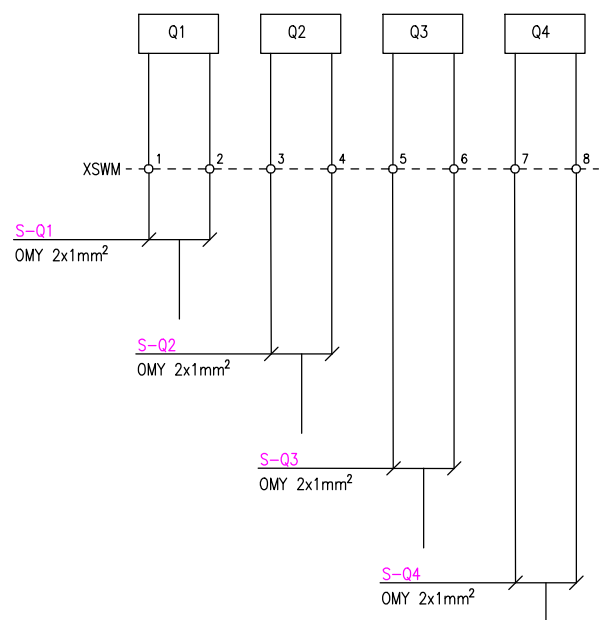 Q1 Q2 Q3 Q4
XSWM 1 2 3 4 5 6 7 8
S-Q1
OMY 2x1mm²
S-Q2
OMY 2x1mm²
S-Q3
OMY 2x1mm²
S-Q4
OMY 2x1mm²